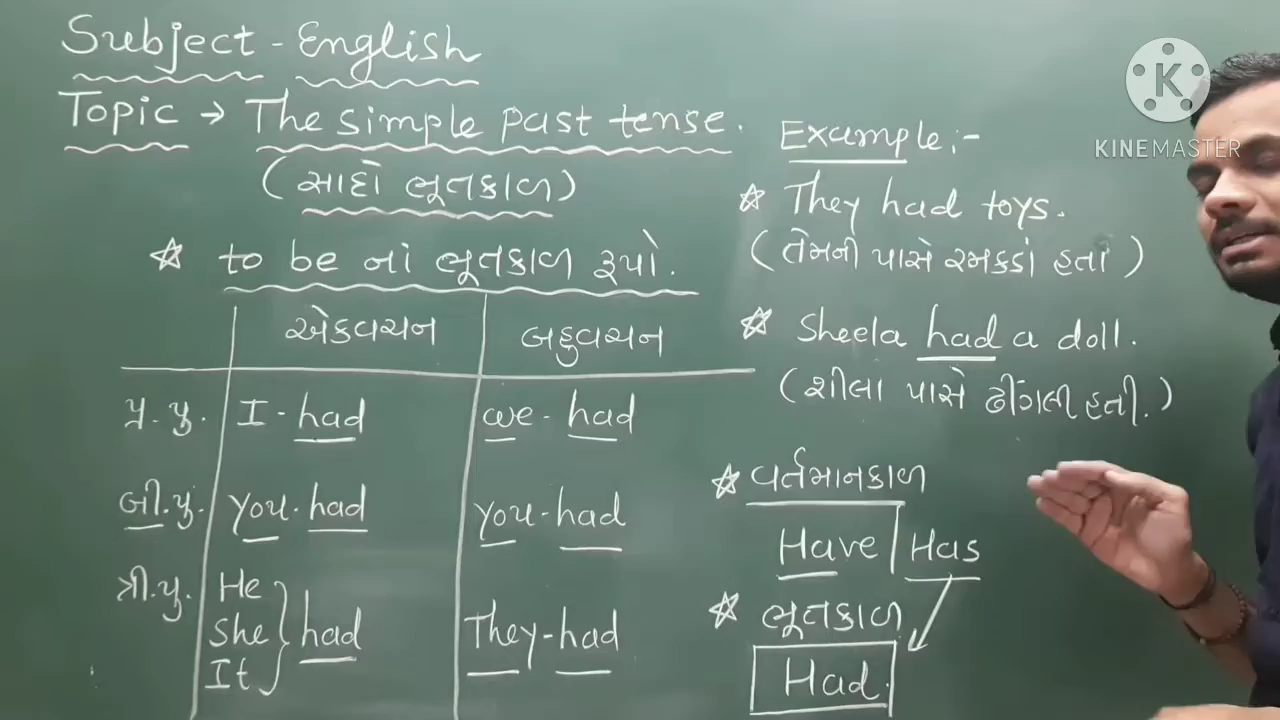 Subject - English
Topic → The simple past tense.
(સાદો ભૂતકાળ)
☆ to be નાં ભૂતકાળ રૂપો.
એકવચન બહુવચન
પ્ર.પુ. I - had we - had
બી.પુ. you - had you - had
ત્રી.પુ. He
She
It } had They - had
Example :-
☆ They had toys.
(તેમની પાસે રમકડાં હતાં)
☆ Sheela had a doll.
(શીલા પાસે ઢીંગલી હતી.)
☆ વર્તમાનકાળ
Have / Has
☆ ભૂતકાળ
Had.
K
KINEMASTER